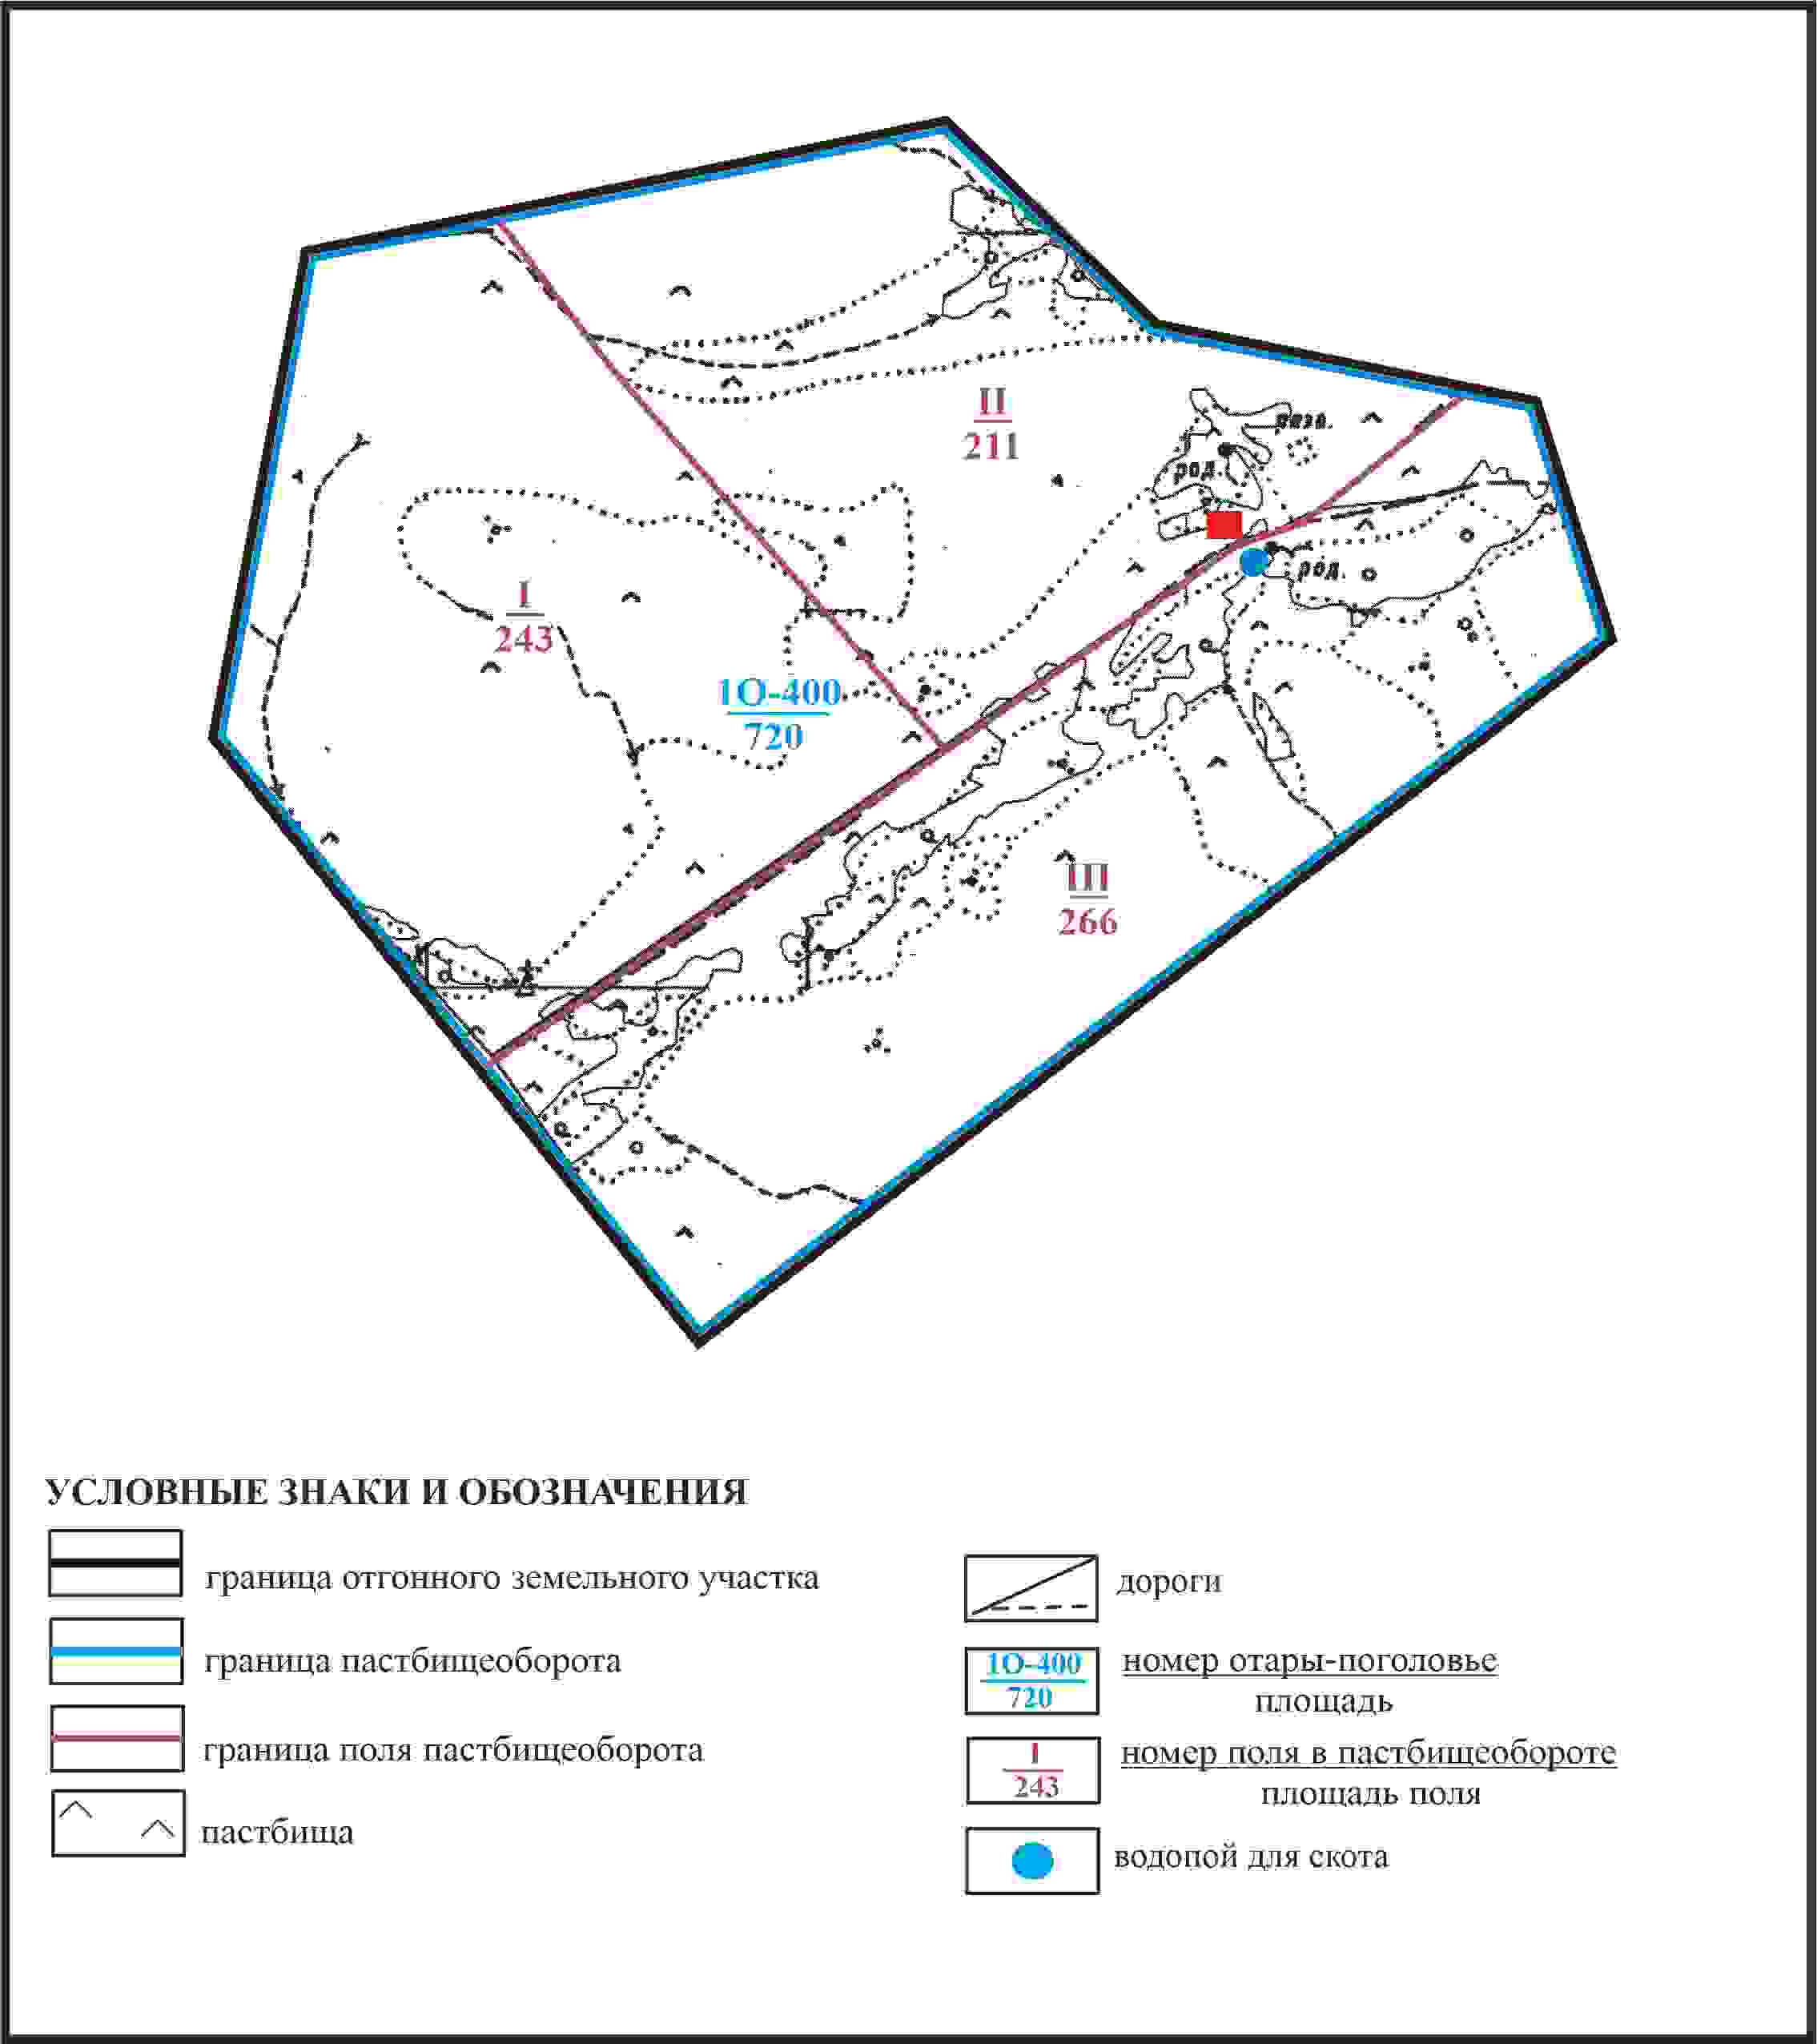 II
211
род.
род.
I
243
1О-400
720
III
266
УСЛОВНЫЕ ЗНАКИ И ОБОЗНАЧЕНИЯ
граница отгонного земельного участка
граница пастбищеоборота
граница поля пастбищеоборота
пастбища
дороги
1О-400
720
номер отары-поголовье
площадь
I
243
номер поля в пастбищеобороте
площадь поля
водопой для скота